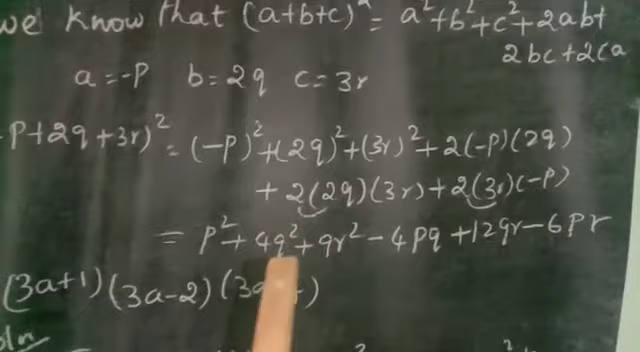 we know that (a+b+c)² = a²+b²+c²+2ab+
2bc+2ca
a=-p b=2q c=3r
-p+2q+3r)² = (-p)²+(2q)²+(3r)²+2(-p)(2q)
+2(2q)(3r)+2(3r)(-p)
= p²+4q²+9r²-4pq+12qr-6pr
(3a+1)(3a-2)(3a
soln